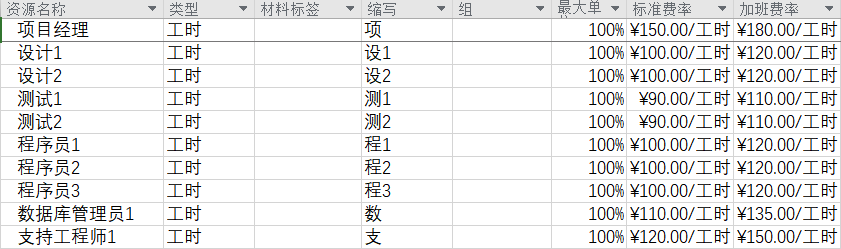 资源名称 类型 材料标签 缩写 组 最大单 标准费率 加班费率
项目经理 工时 项 100% ¥150.00/工时 ¥180.00/工时
设计1 工时 设1 100% ¥100.00/工时 ¥120.00/工时
设计2 工时 设2 100% ¥100.00/工时 ¥120.00/工时
测试1 工时 测1 100% ¥90.00/工时 ¥110.00/工时
测试2 工时 测2 100% ¥90.00/工时 ¥110.00/工时
程序员1 工时 程1 100% ¥100.00/工时 ¥120.00/工时
程序员2 工时 程2 100% ¥100.00/工时 ¥120.00/工时
程序员3 工时 程3 100% ¥100.00/工时 ¥120.00/工时
数据库管理员1 工时 数 100% ¥110.00/工时 ¥135.00/工时
支持工程师1 工时 支 100% ¥120.00/工时 ¥150.00/工时